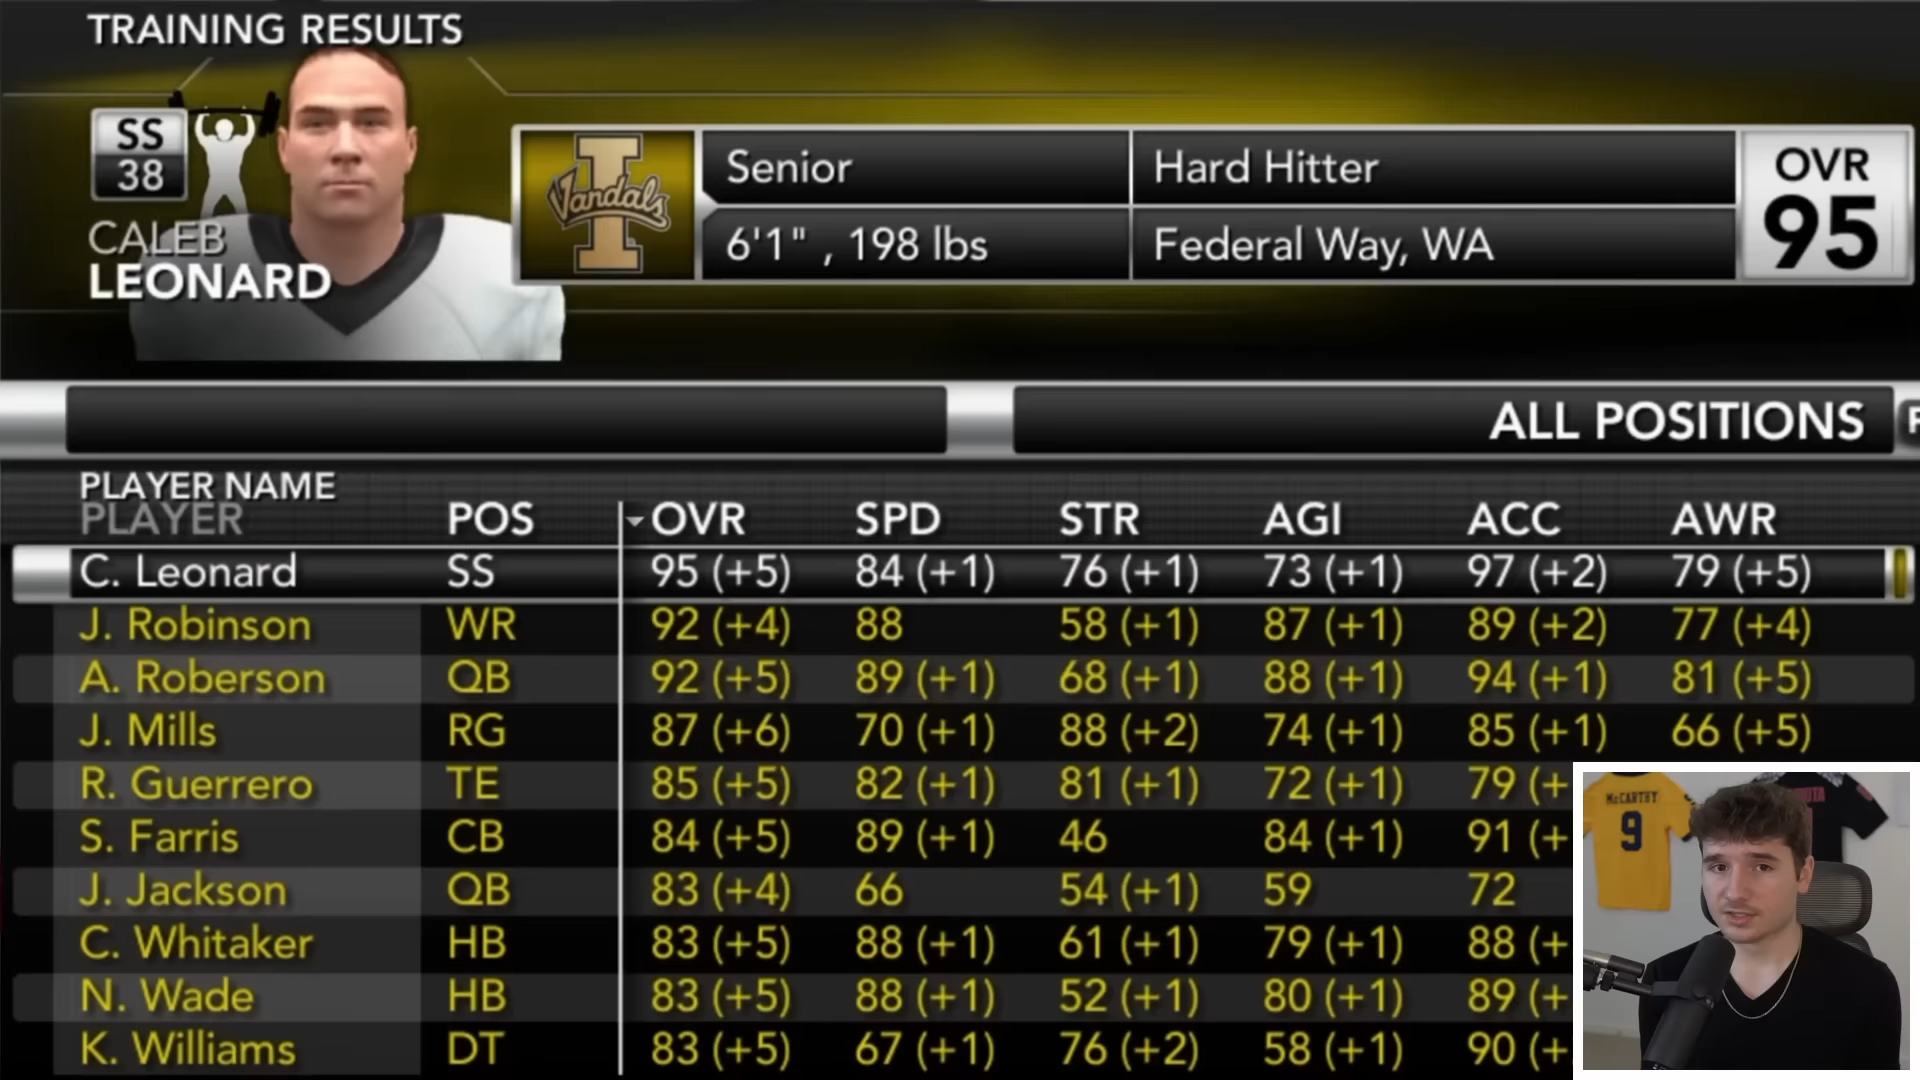 TRAINING RESULTS
SS
38
CALEB
LEONARD
I
Vandals
Senior
Hard Hitter
6'1" , 198 lbs
Federal Way, WA
OVR
95
ALL POSITIONS
PLAYER NAME
PLAYER POS OVR SPD STR AGI ACC AWR
C. Leonard SS 95 (+5) 84 (+1) 76 (+1) 73 (+1) 97 (+2) 79 (+5)
J. Robinson WR 92 (+4) 88 58 (+1) 87 (+1) 89 (+2) 77 (+4)
A. Roberson QB 92 (+5) 89 (+1) 68 (+1) 88 (+1) 94 (+1) 81 (+5)
J. Mills RG 87 (+6) 70 (+1) 88 (+2) 74 (+1) 85 (+1) 66 (+5)
R. Guerrero TE 85 (+5) 82 (+1) 81 (+1) 72 (+1) 79 (+
S. Farris CB 84 (+5) 89 (+1) 46 84 (+1) 91 (+
J. Jackson QB 83 (+4) 66 54 (+1) 59 72
C. Whitaker HB 83 (+5) 88 (+1) 61 (+1) 79 (+1) 88 (+
N. Wade HB 83 (+5) 88 (+1) 52 (+1) 80 (+1) 89 (+
K. Williams DT 83 (+5) 67 (+1) 76 (+2) 58 (+1) 90 (+
McCARTHY
9